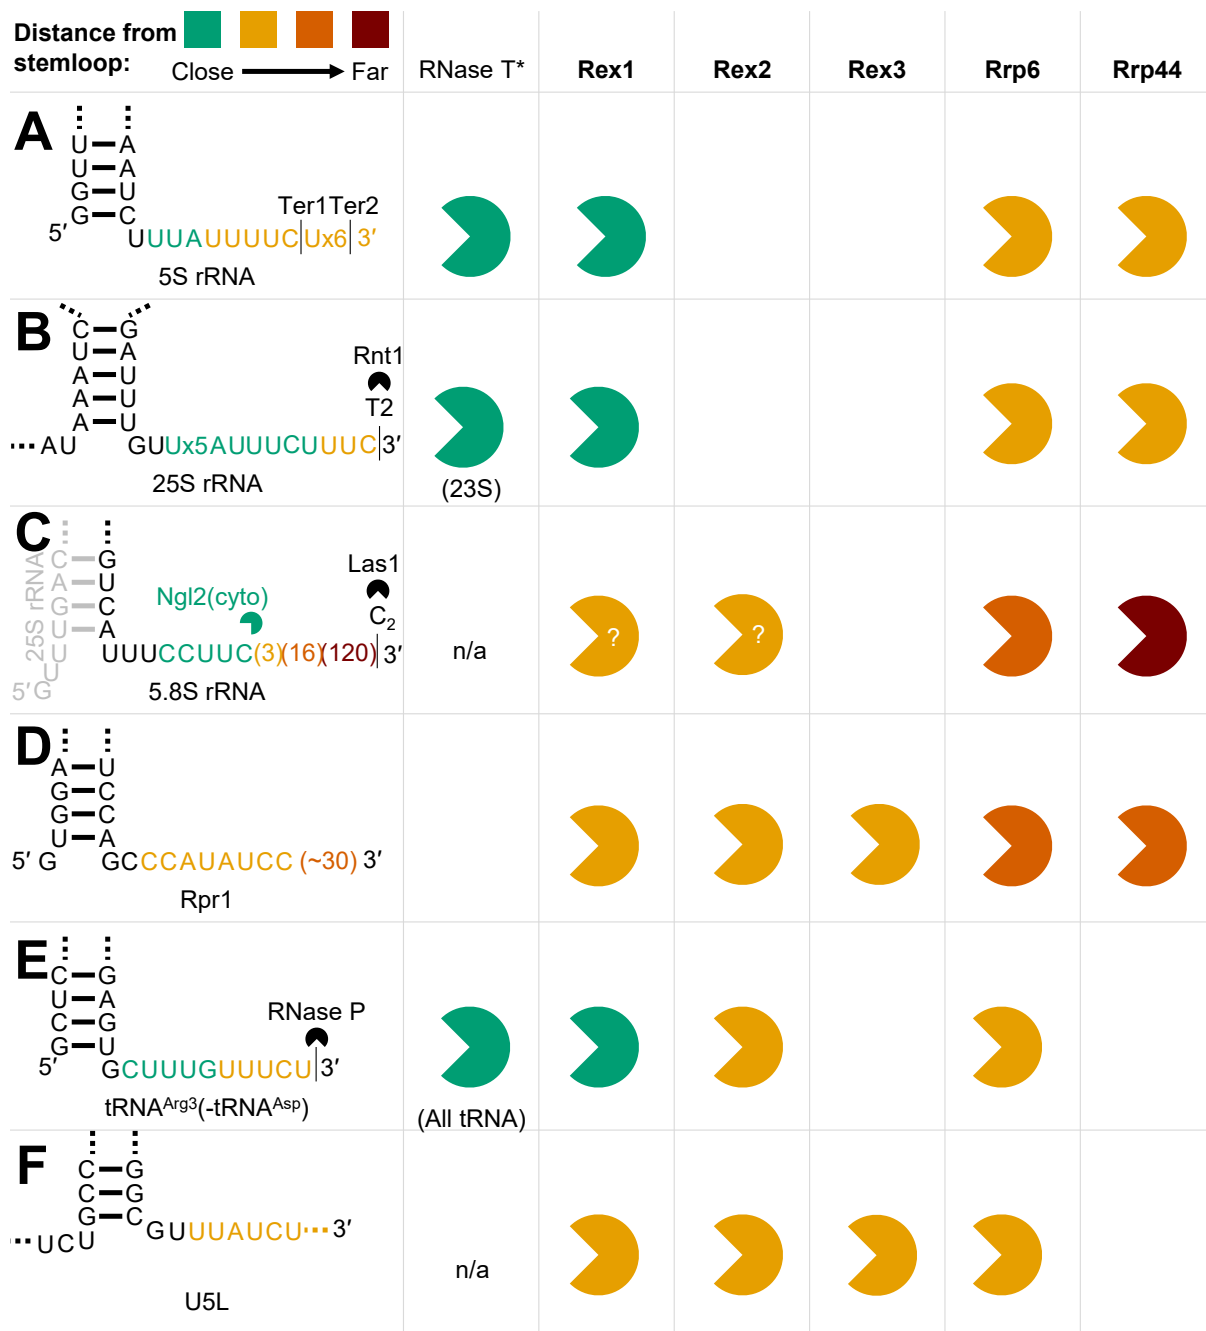 Distance from
stemloop:
Close Far
RNase T* Rex1 Rex2 Rex3 Rrp6 Rrp44
A
U A
U A
G U
G C
5′
Ter1 Ter2
UUUAUUUUC Ux6 3′
5S rRNA
B
C G
U A
A U
A U
A U
Rnt1
T2
AU
GUUx5AUUUCUUUC 3′
25S rRNA
(23S)
C
25S rRNA
C G
A U
G C
U A
U
U
5′G
Ngl2(cyto)
Las1
C₂
UUUCCUUC(3)(16)(120) 3′
5.8S rRNA
n/a
?
?
D
A U
G C
G C
U A
5′ G
GCCCAUAUCC (~30) 3′
Rpr1
E
C G
U A
C G
G U
5′
RNase P
GCUUUGUUUCU 3′
tRNAᴬʳᵍ³(-tRNAᴬˢᵖ)
(All tRNA)
F
C G
C G
G C
UCU
GUUUAUCU 3′
n/a
U5L